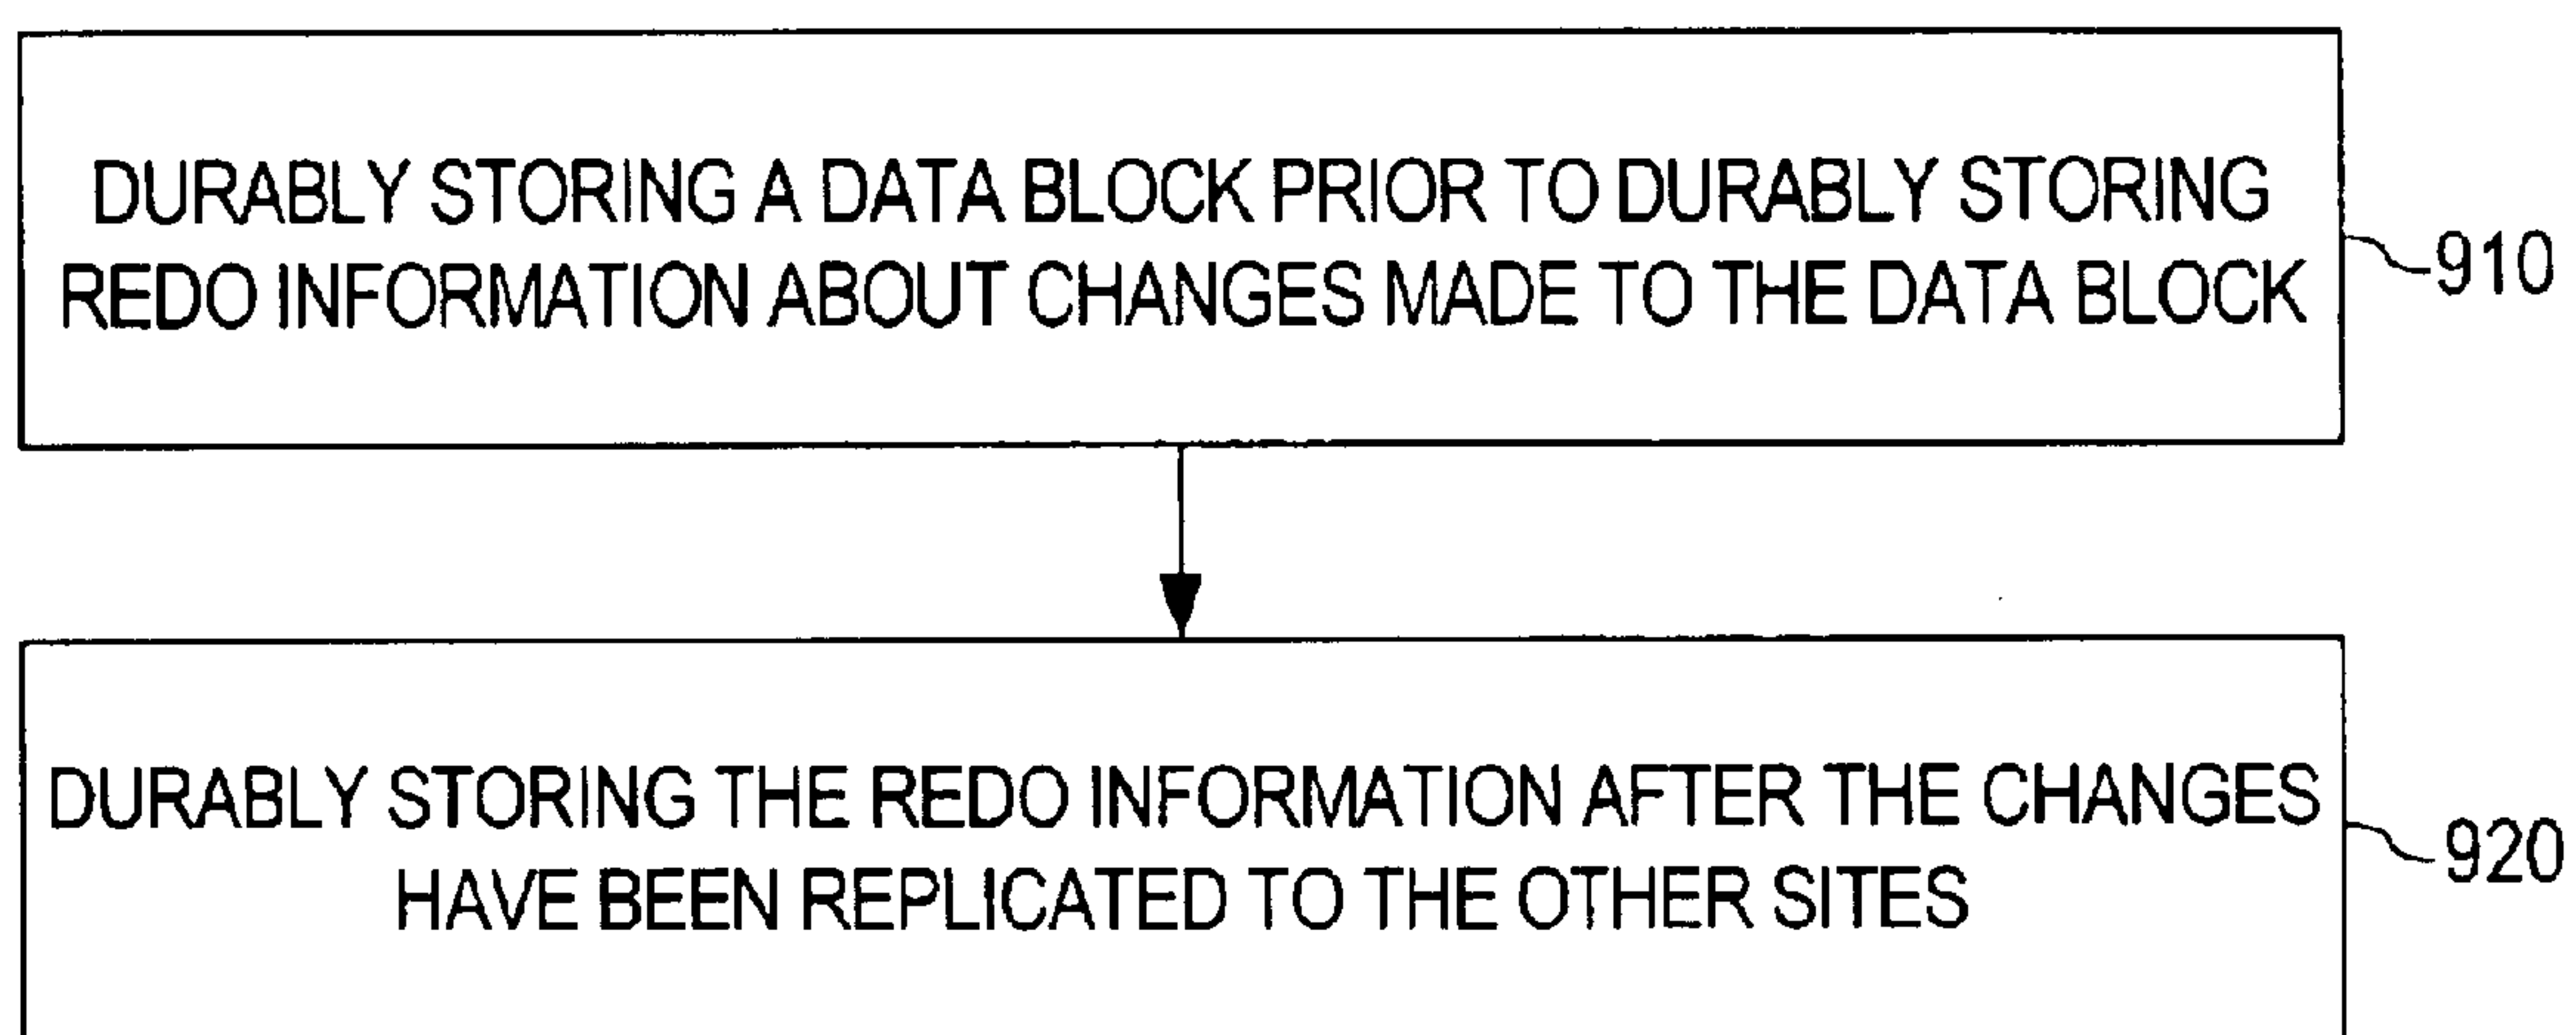 DURABLY STORING A DATA BLOCK PRIOR TO DURABLY STORING
REDO INFORMATION ABOUT CHANGES MADE TO THE DATA BLOCK
910
DURABLY STORING THE REDO INFORMATION AFTER THE CHANGES
HAVE BEEN REPLICATED TO THE OTHER SITES
920